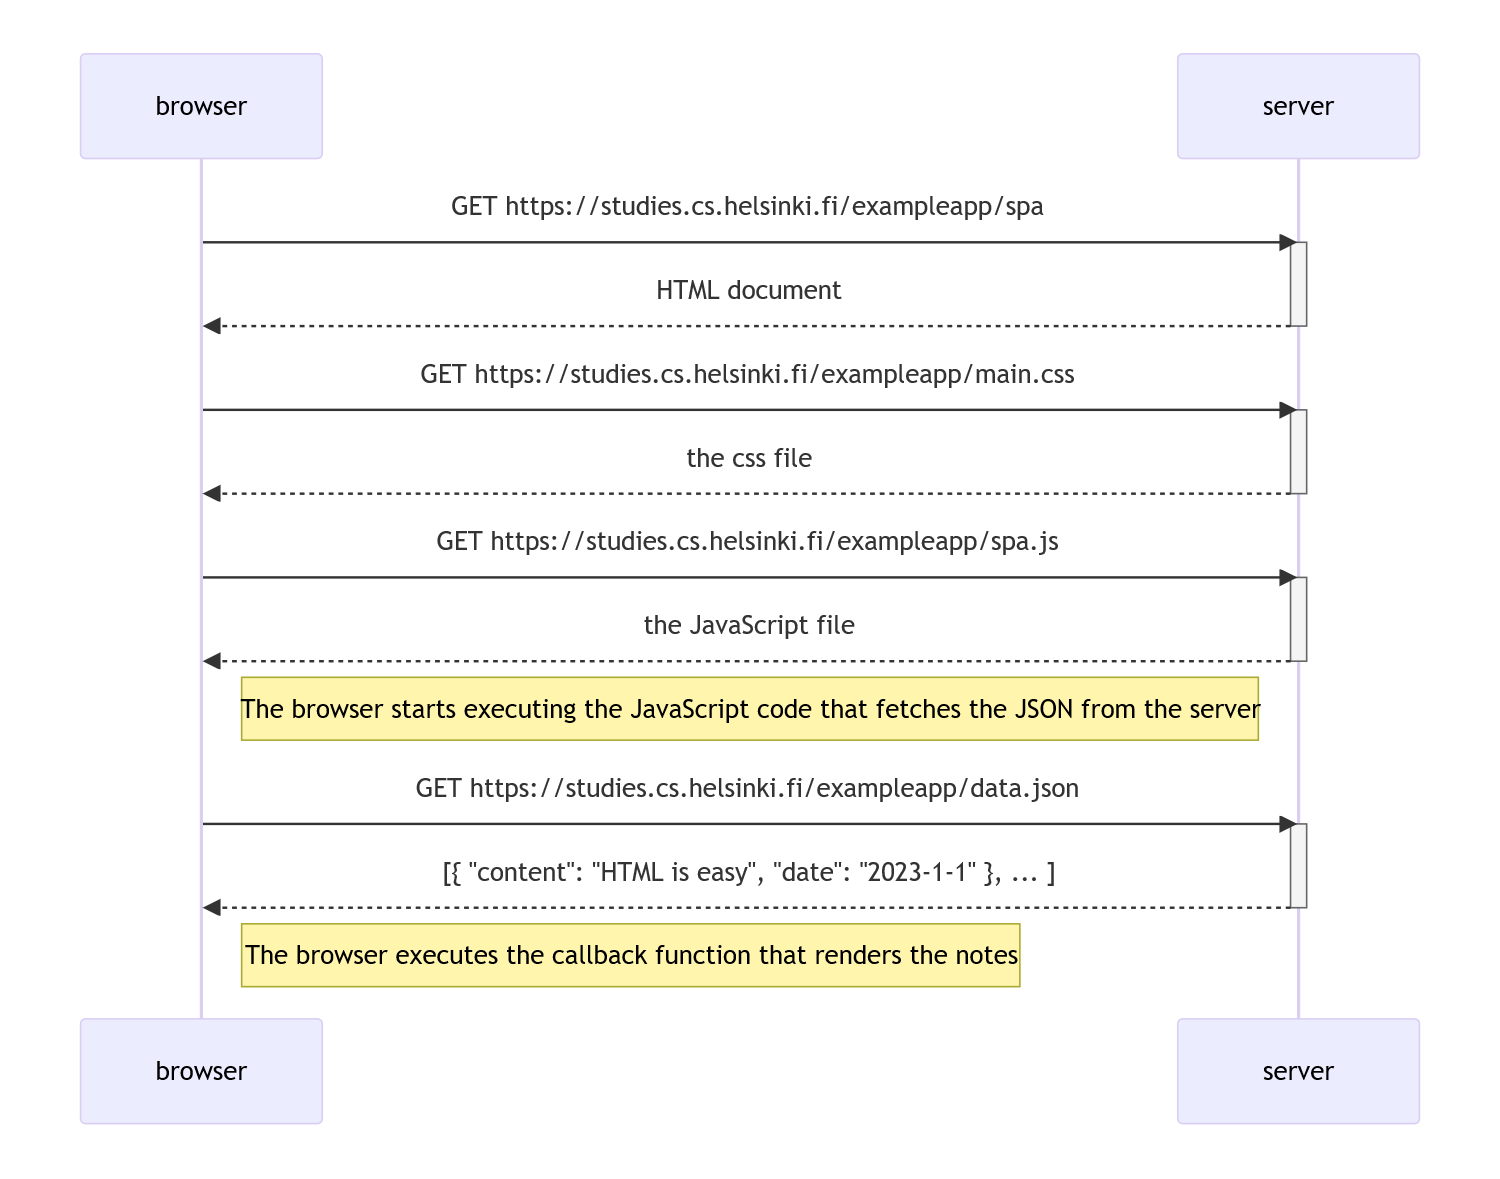 browser
server
GET https://studies.cs.helsinki.fi/exampleapp/spa
HTML document
GET https://studies.cs.helsinki.fi/exampleapp/main.css
the css file
GET https://studies.cs.helsinki.fi/exampleapp/spa.js
the JavaScript file
The browser starts executing the JavaScript code that fetches the JSON from the server
GET https://studies.cs.helsinki.fi/exampleapp/data.json
[{ "content": "HTML is easy", "date": "2023-1-1" }, ... ]
The browser executes the callback function that renders the notes
browser
server